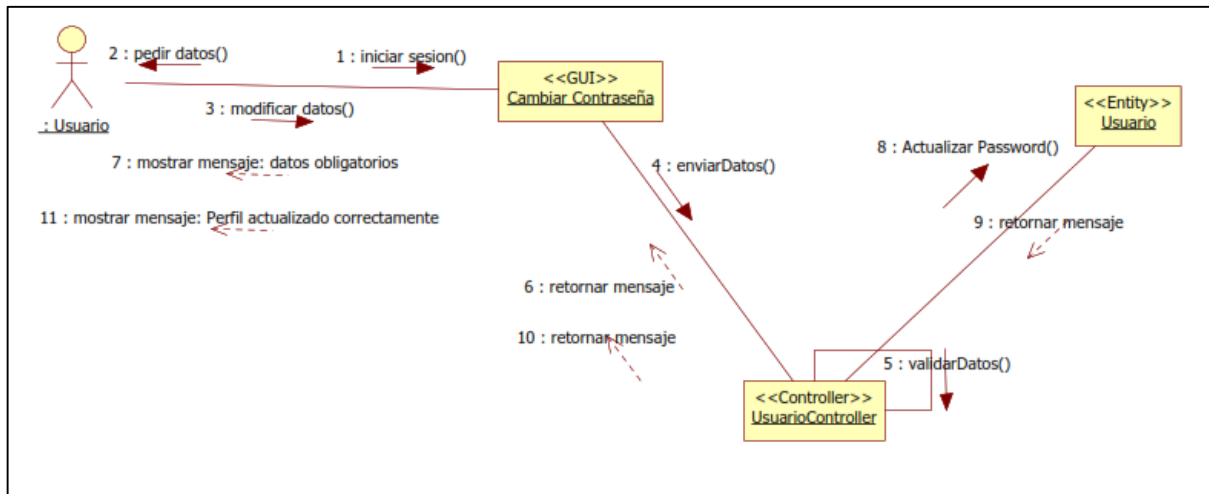 2 : pedir datos()
1 : iniciar sesion()
<<GUI>>
Cambiar Contraseña
3 : modificar datos()
: Usuario
<<Entity>>
Usuario
7 : mostrar mensaje: datos obligatorios
4 : enviarDatos()
8 : Actualizar Password()
11 : mostrar mensaje: Perfil actualizado correctamente
9 : retornar mensaje
6 : retornar mensaje
10 : retornar mensaje
5 : validarDatos()
<<Controller>>
UsuarioController